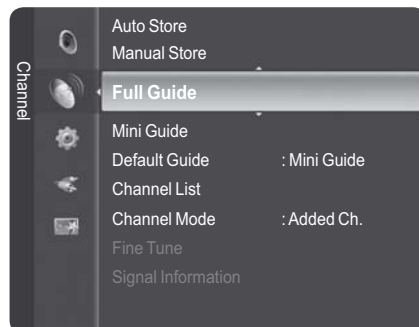 Channel
Auto Store
Manual Store
Full Guide
Mini Guide
Default Guide : Mini Guide
Channel List
Channel Mode : Added Ch.
Fine Tune
Signal Information